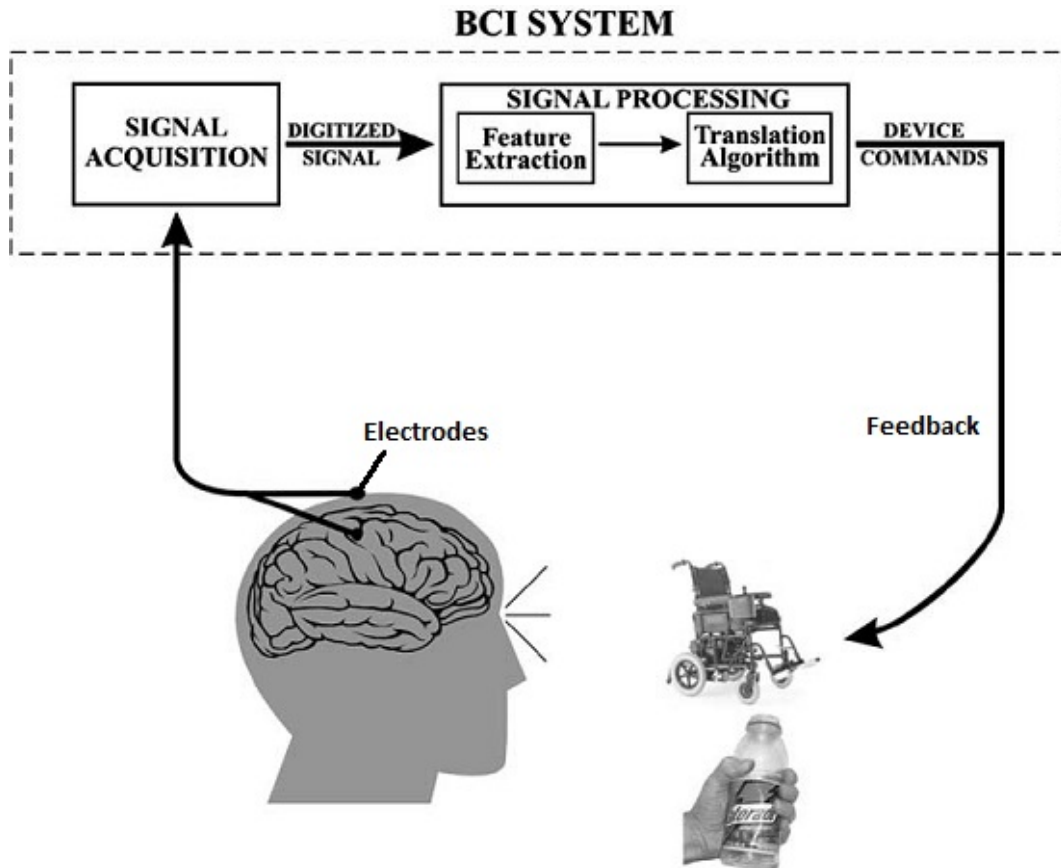 BCI SYSTEM
SIGNAL
ACQUISITION
DIGITIZED
SIGNAL
SIGNAL PROCESSING
Feature
Extraction
Translation
Algorithm
DEVICE
COMMANDS
Electrodes
Feedback